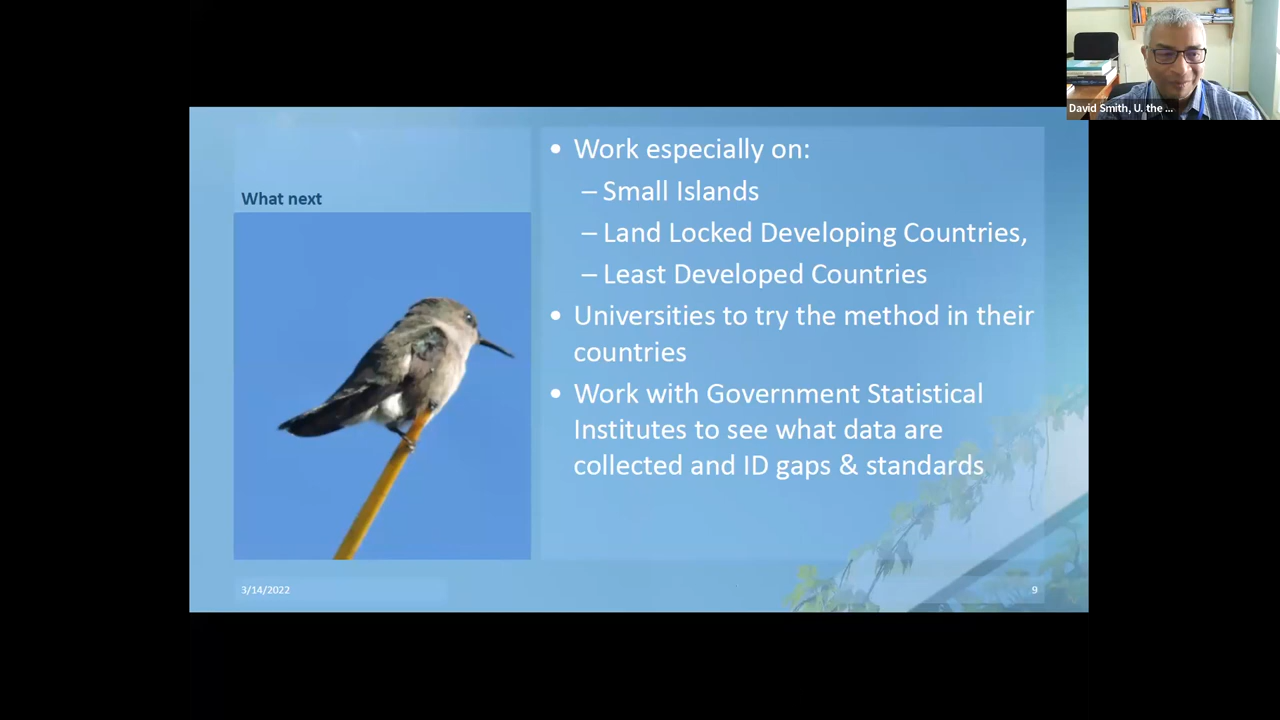 David Smith, U. the ...
What next
• Work especially on:
– Small Islands
– Land Locked Developing Countries,
– Least Developed Countries
• Universities to try the method in their
countries
• Work with Government Statistical
Institutes to see what data are
collected and ID gaps & standards
3/14/2022
9